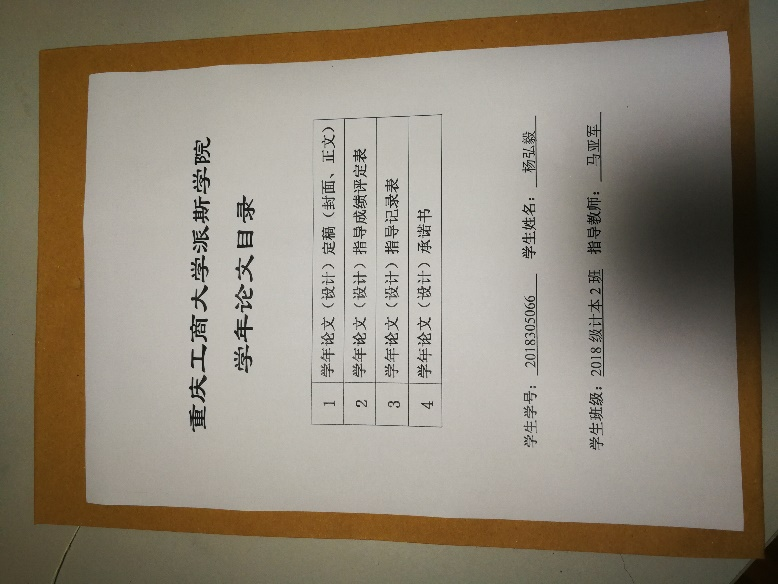 重庆工商大学派斯学院
学年论文目录
1 学年论文（设计）定稿（封面、正文）
2 学年论文（设计）指导成绩评定表
3 学年论文（设计）指导记录表
4 学年论文（设计）承诺书
学生学号：2018305066 学生姓名：杨弘毅
学生班级：2018 级计本 2 班 指导教师：马亚军